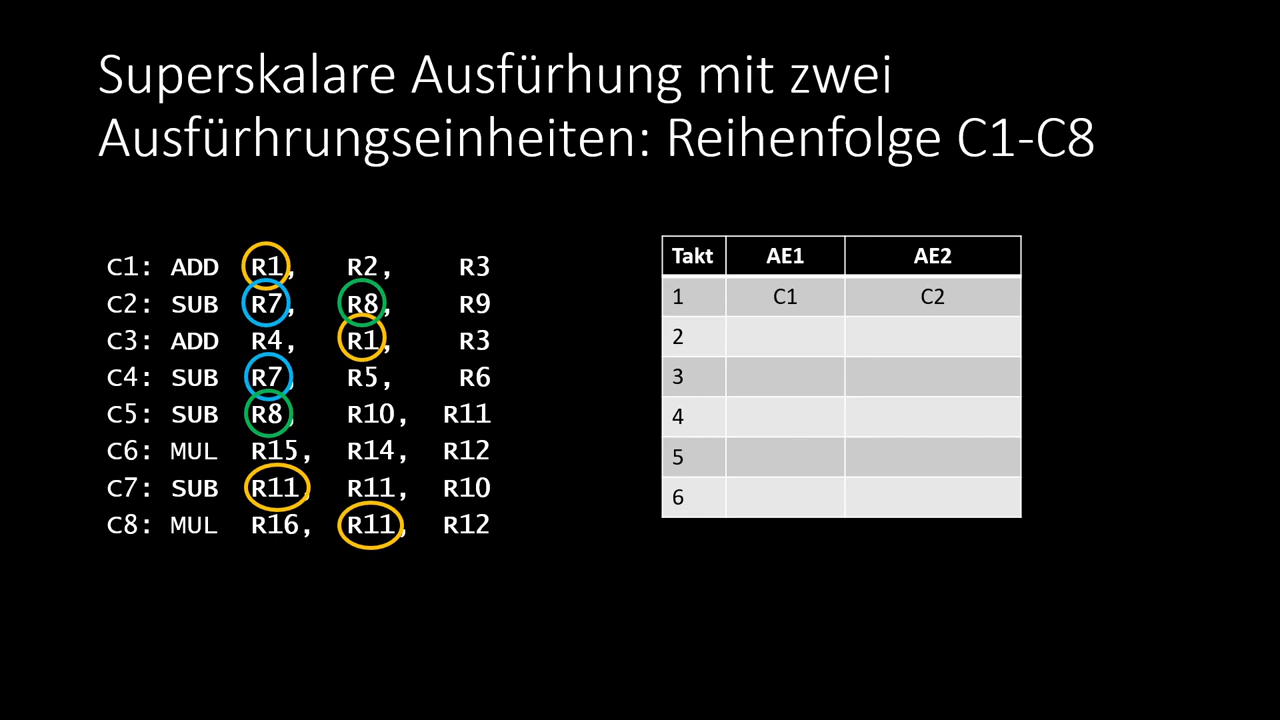 Superskalare Ausfürhung mit zwei
Ausfürhrungseinheiten: Reihenfolge C1-C8
C1: ADD R1, R2, R3
C2: SUB R7, R8, R9
C3: ADD R4, R1, R3
C4: SUB R7, R5, R6
C5: SUB R8, R10, R11
C6: MUL R15, R14, R12
C7: SUB R11, R11, R10
C8: MUL R16, R11, R12
Takt AE1 AE2
1 C1 C2
2
3
4
5
6